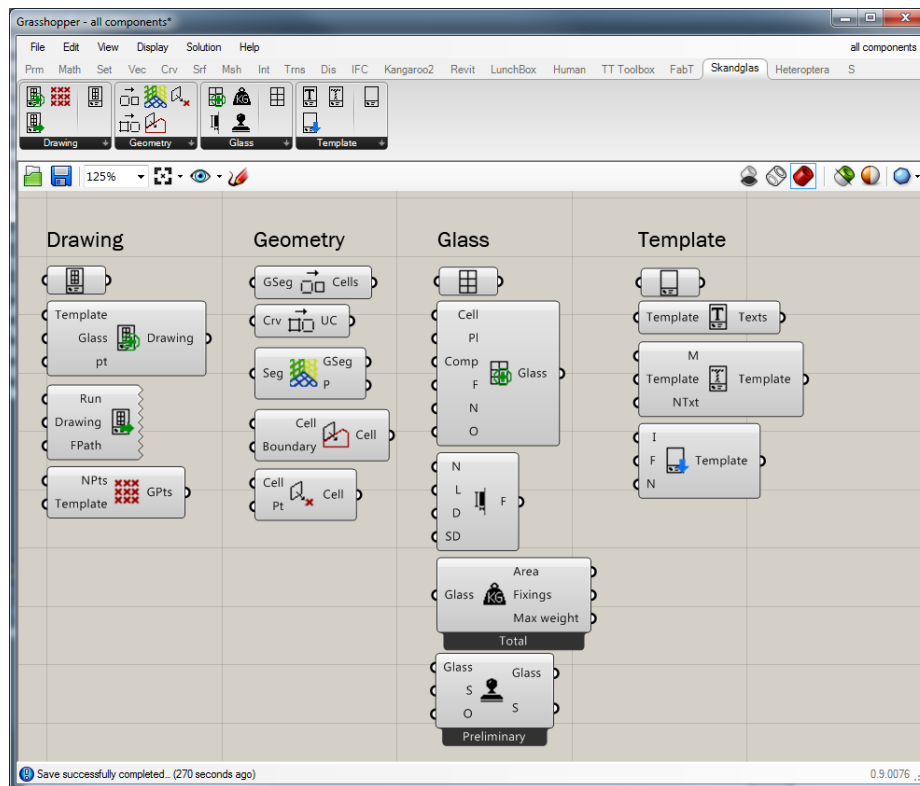 Grasshopper - all components*
File Edit View Display Solution Help all components
Prm Math Set Vec Crv Srf Msh Int Trns Dis IFC Kangaroo2 Revit LunchBox Human TT Toolbox FabT Skandglas Heteroptera S
Drawing Geometry Glass Template
125%
Drawing Geometry Glass Template
Template
Glass Drawing
pt
Run
Drawing
FPath
NPts GPts
Template
GSeg Cells
Crv UC
Seg GSeg
P
Cell Cell
Boundary
Cell Cell
Pt
Cell
Pl
Comp Glass
F
N
O
N
L F
D
SD
Area
Glass KG Fixings
Max weight
Total
Glass Glass
S S
O
Preliminary
Template T Texts
M
Template Template
NTxt
I
F Template
N
Save successfully completed... (270 seconds ago) 0.9.0076